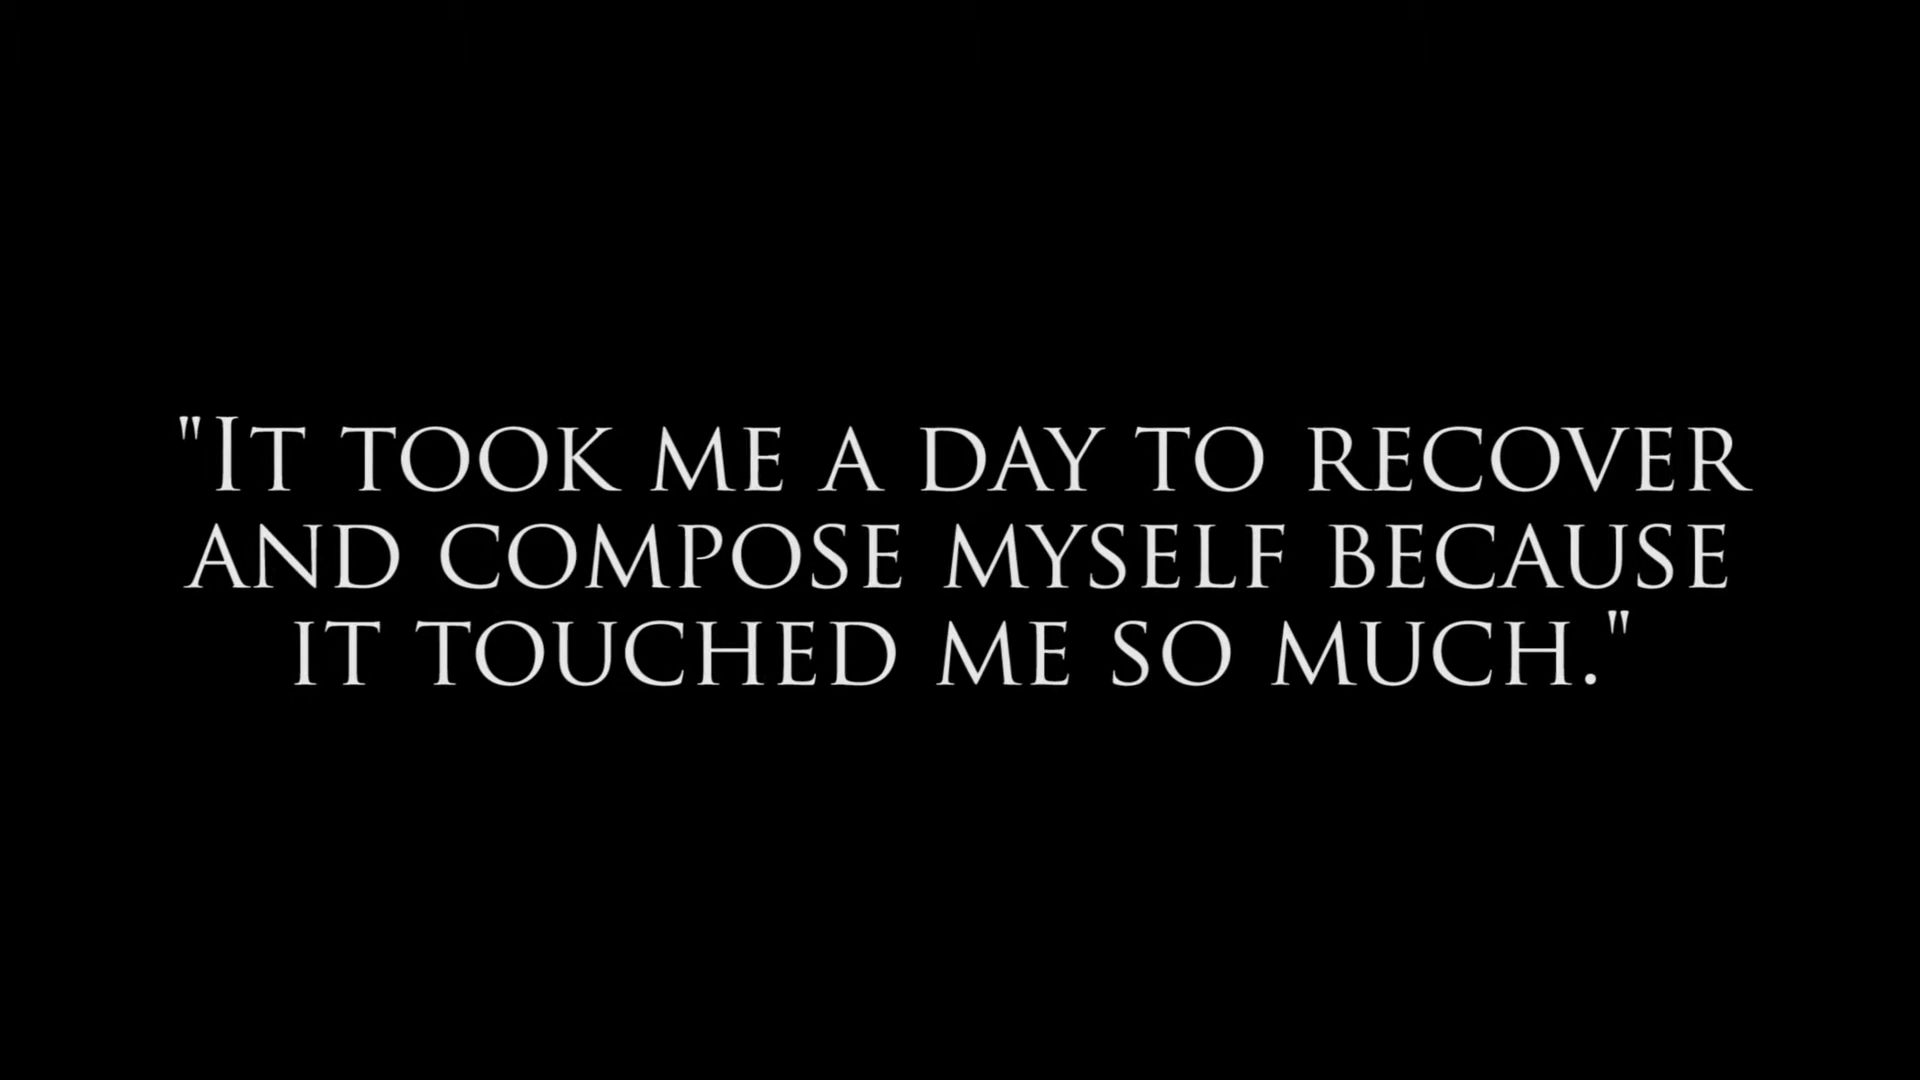 "It took me a day to recover
and compose myself because
it touched me so much."